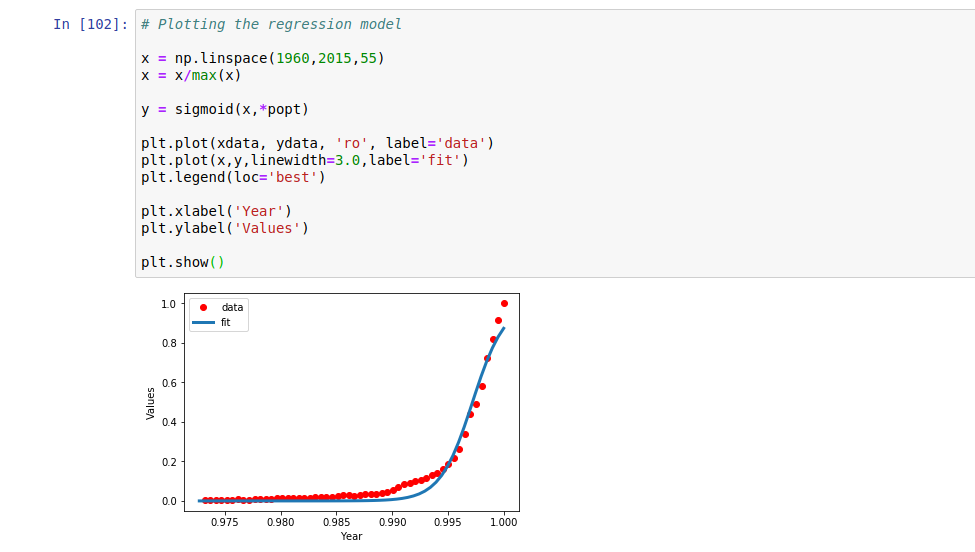 In [102]: # Plotting the regression model
x = np.linspace(1960,2015,55)
x = x/max(x)
y = sigmoid(x,*popt)
plt.plot(xdata, ydata, 'ro', label='data')
plt.plot(x,y,linewidth=3.0,label='fit')
plt.legend(loc='best')
plt.xlabel('Year')
plt.ylabel('Values')
plt.show()
data
fit
1.0
0.8
0.6
0.4
0.2
0.0
Values
0.975 0.980 0.985 0.990 0.995 1.000
Year